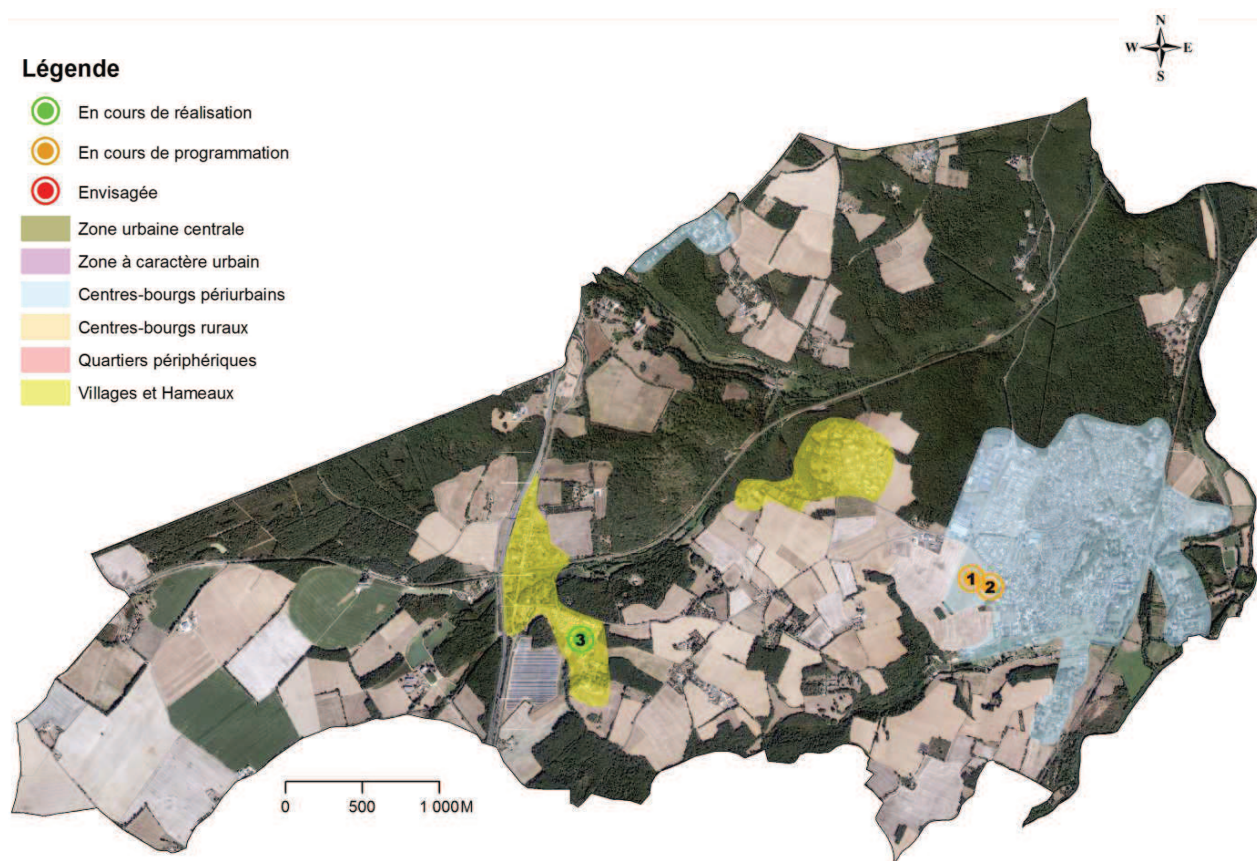 N
W E
S
Légende
En cours de réalisation
En cours de programmation
Envisagée
Zone urbaine centrale
Zone à caractère urbain
Centres-bourgs périurbains
Centres-bourgs ruraux
Quartiers périphériques
Villages et Hameaux
1
2
3
0 500 1 000M